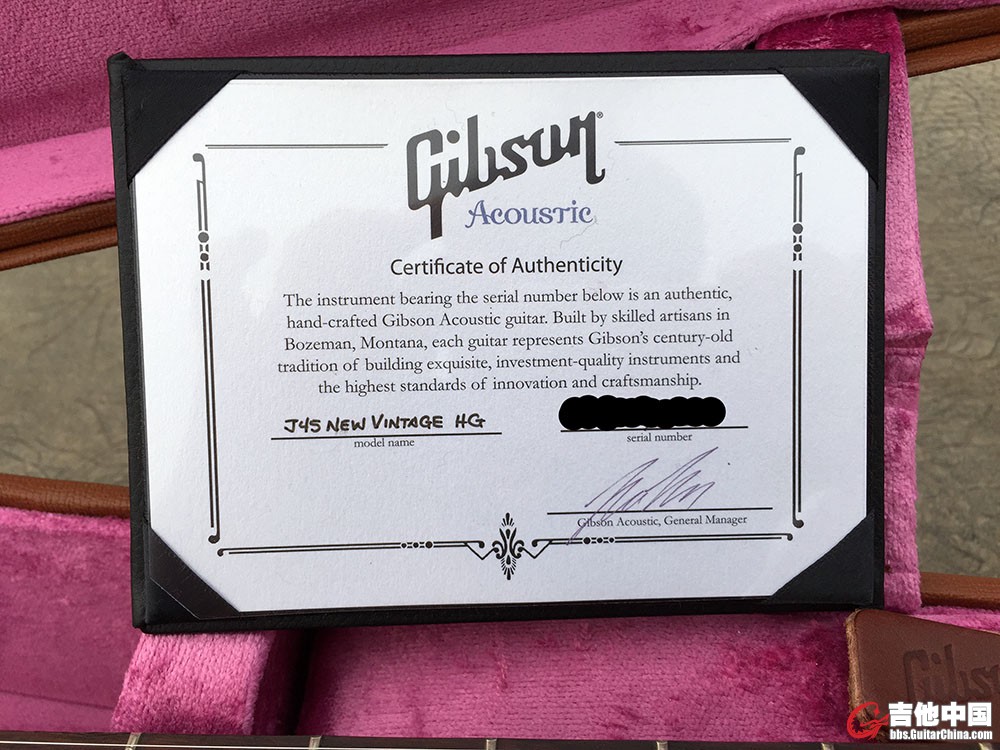 Gibson®
Acoustic
Certificate of Authenticity
The instrument bearing the serial number below is an authentic,
hand-crafted Gibson Acoustic guitar. Built by skilled artisans in
Bozeman, Montana, each guitar represents Gibson's century-old
tradition of building exquisite, investment-quality instruments and
the highest standards of innovation and craftsmanship.
J45 NEW VINTAGE HG
model name
serial number
Gibson Acoustic, General Manager
Gibson
吉他中国
bbs.GuitarChina.com